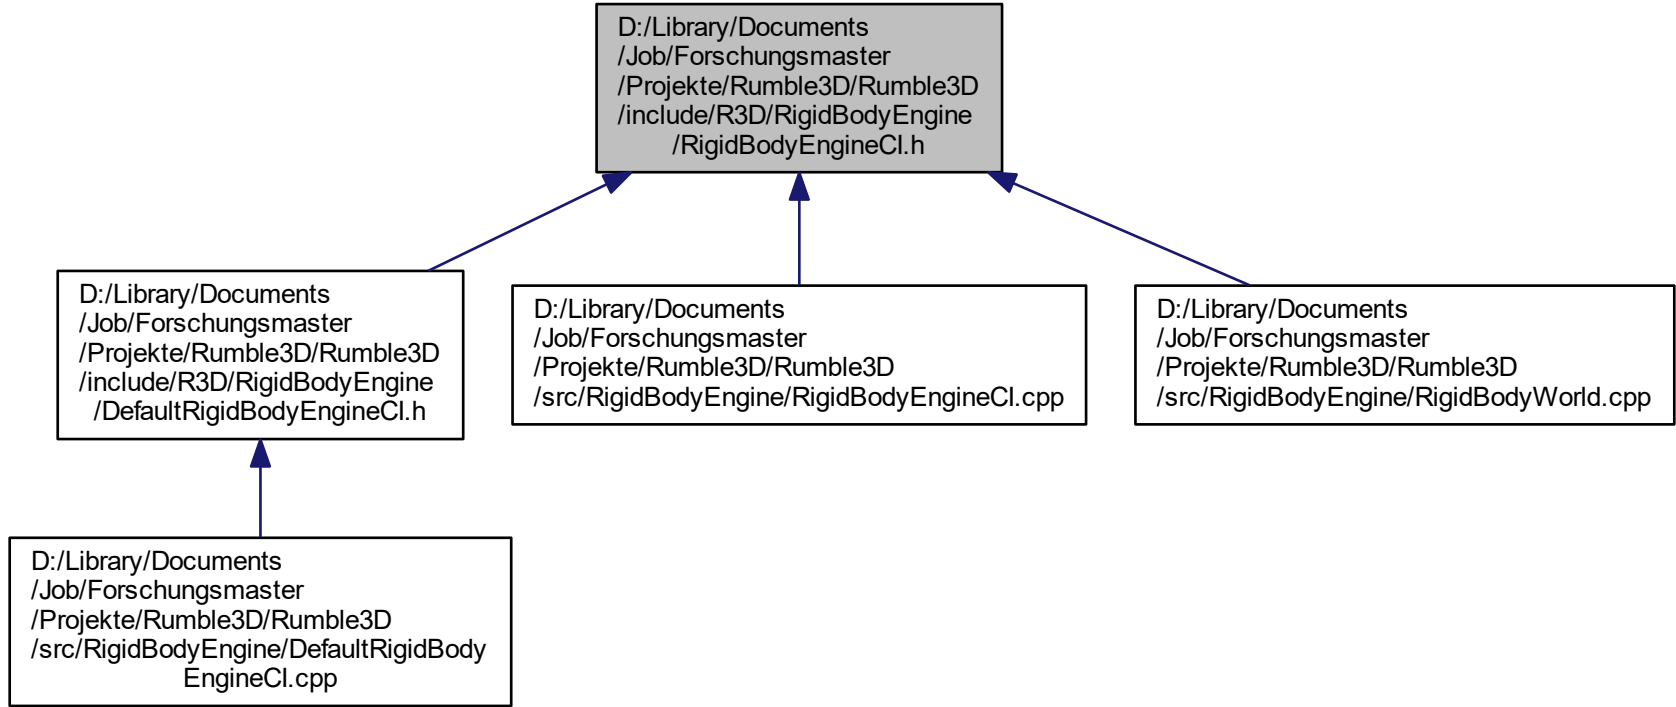 D:/Library/Documents
/Job/Forschungsmaster
/Projekte/Rumble3D/Rumble3D
/include/R3D/RigidBodyEngine
/RigidBodyEngineCI.h
D:/Library/Documents
/Job/Forschungsmaster
/Projekte/Rumble3D/Rumble3D
/include/R3D/RigidBodyEngine
/DefaultRigidBodyEngineCI.h
D:/Library/Documents
/Job/Forschungsmaster
/Projekte/Rumble3D/Rumble3D
/src/RigidBodyEngine/RigidBodyEngineCI.cpp
D:/Library/Documents
/Job/Forschungsmaster
/Projekte/Rumble3D/Rumble3D
/src/RigidBodyEngine/RigidBodyWorld.cpp
D:/Library/Documents
/Job/Forschungsmaster
/Projekte/Rumble3D/Rumble3D
/src/RigidBodyEngine/DefaultRigidBody
EngineCI.cpp